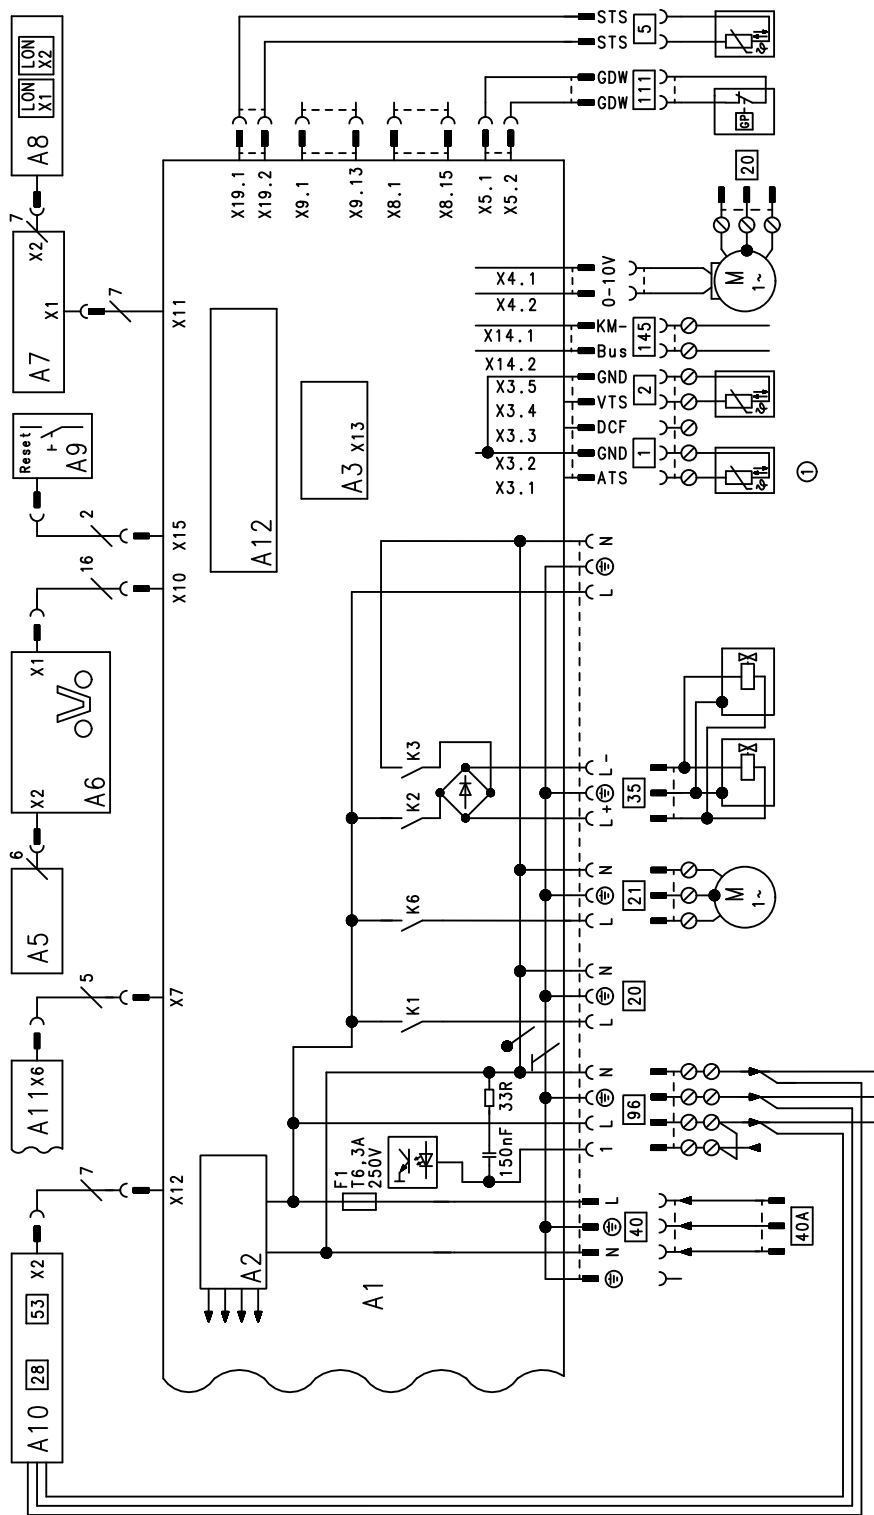 LON X2
LON X1
A8
7
X2
X1
A7
7
X11
Reset
A9
2
X15
16
X10
X1
A6
X2
6
A5
5
X7
X6
A11
7
X12
X2
53
28
A10
X19.1
X19.2
X9.1
X9.13
X8.1
X8.15
X5.1
X5.2
STS
STS
5
GDW
GDW
111
GP
20
M
1~
X4.1
X4.2
0-10V
X14.1
KM-
X14.2
Bus
145
X3.5
GND
X3.4
VTS
2
X3.3
DCF
X3.2
GND
1
X3.1
ATS
1
A12
A3
X13
N
L
K3
K2
L-
L+
35
K6
N
L
21
M
1~
K1
N
L
20
N
L
1
96
33R
150nF
F1
T6,3A
250V
A2
A1
L
N
40
40A